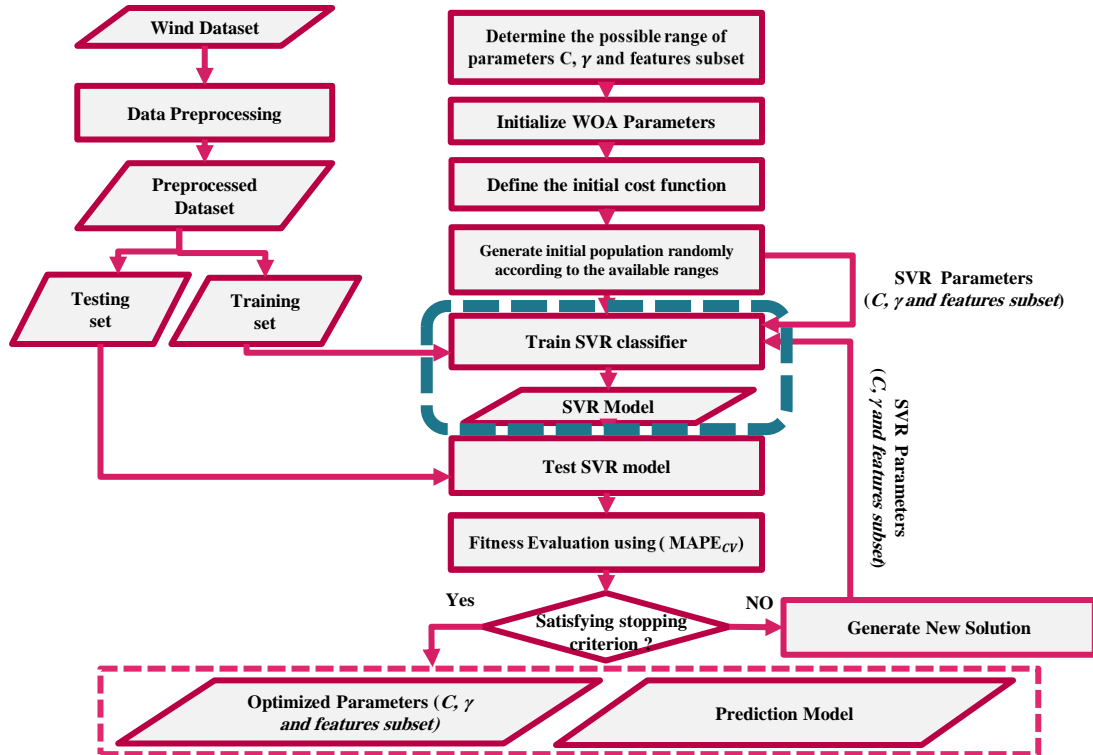 Wind Dataset
Data Preprocessing
Preprocessed
Dataset
Testing
set
Training
set
Determine the possible range of
parameters C, γ and features subset
Initialize WOA Parameters
Define the initial cost function
Generate initial population randomly
according to the available ranges
SVR Parameters
(C, γ and features subset)
Train SVR classifier
SVR Model
Test SVR model
SVR Parameters
(C, γ and features subset)
Fitness Evaluation using ( MAPECV)
Yes
Satisfying stopping
criterion ?
NO
Generate New Solution
Optimized Parameters (C, γ
and features subset)
Prediction Model